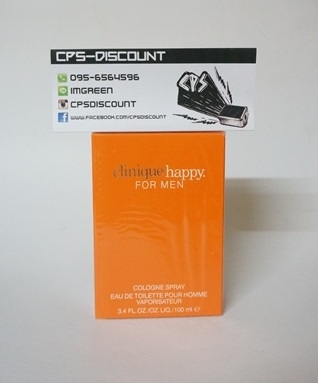 CPS-DISCOUNT
095-6564596
IMGREEN
CPSDISCOUNT
WWW.FACEBOOK.COM/CPSDISCOUNT
CPS
clinique happy.
FOR MEN
COLOGNE SPRAY
EAU DE TOILETTE POUR HOMME
VAPORISATEUR
3.4 FL.OZ./OZ. LIQ./100 ml ℮